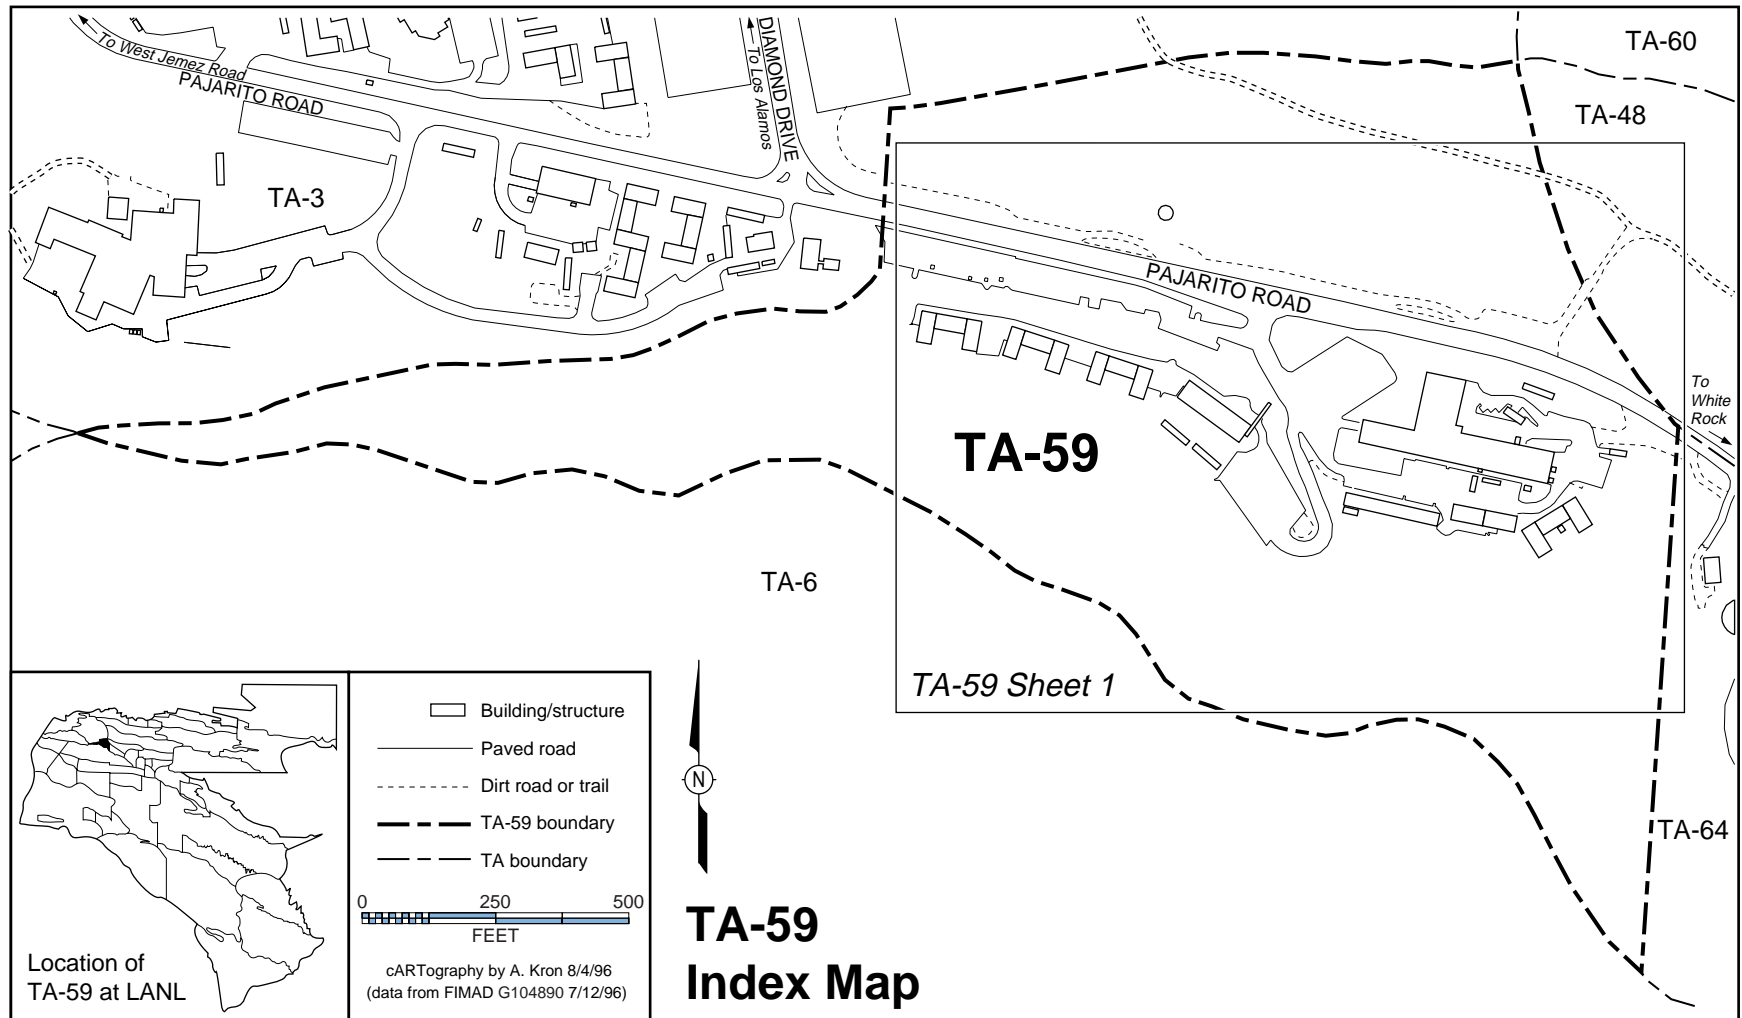 To West Jemez Road
PAJARITO ROAD
DIAMOND DRIVE
To Los Alamos
TA-60
TA-48
TA-3
PAJARITO ROAD
To
White
Rock
TA-59
TA-6
TA-59 Sheet 1
TA-64
Building/structure
Paved road
Dirt road or trail
TA-59 boundary
TA boundary
0 250 500
FEET
cARTography by A. Kron 8/4/96
(data from FIMAD G104890 7/12/96)
Location of
TA-59 at LANL
N
TA-59
Index Map